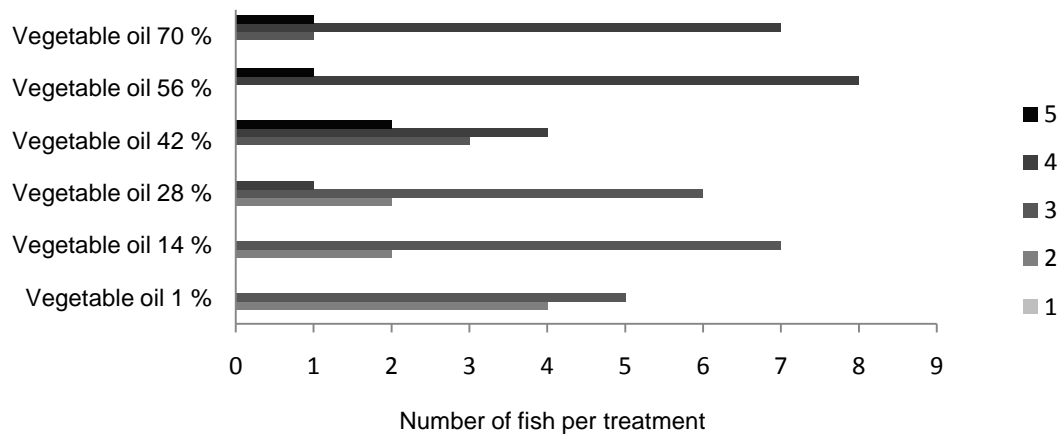 Vegetable oil 70 %
Vegetable oil 56 %
Vegetable oil 42 %
Vegetable oil 28 %
Vegetable oil 14 %
Vegetable oil 1 %
0 1 2 3 4 5 6 7 8 9
Number of fish per treatment
5
4
3
2
1